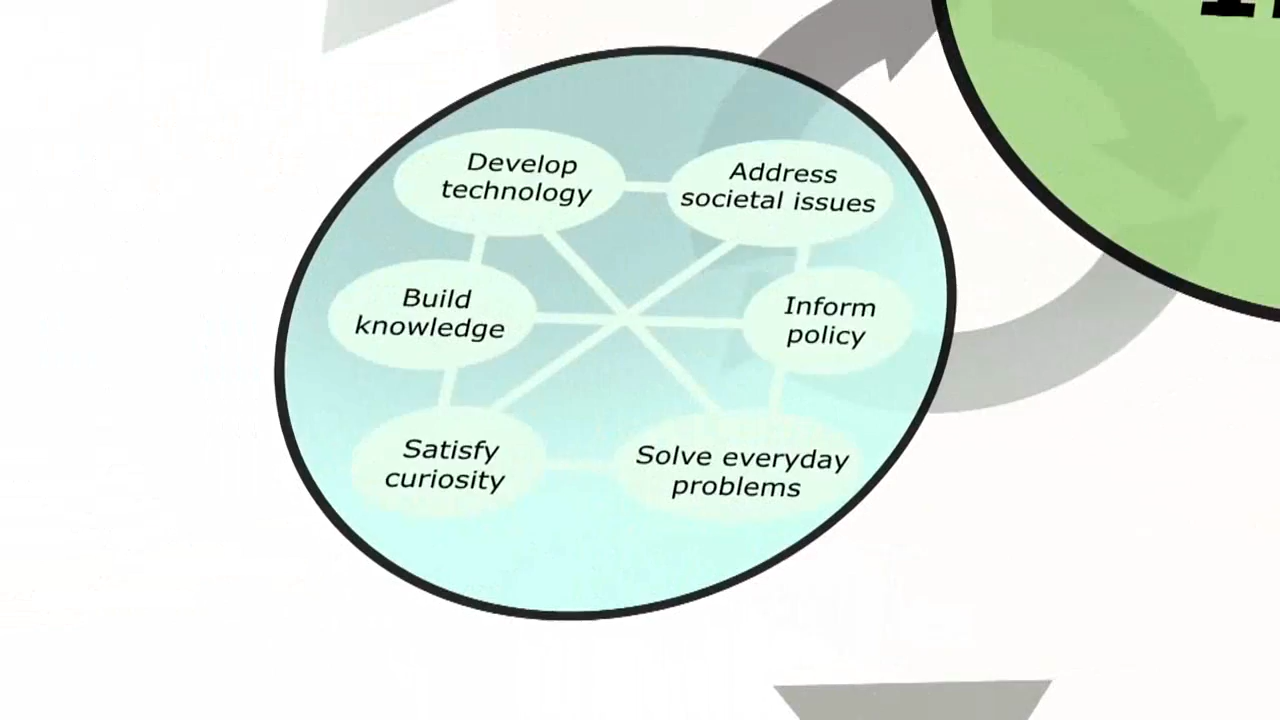 Develop
technology
Address
societal issues
Build
knowledge
Inform
policy
Satisfy
curiosity
Solve everyday
problems